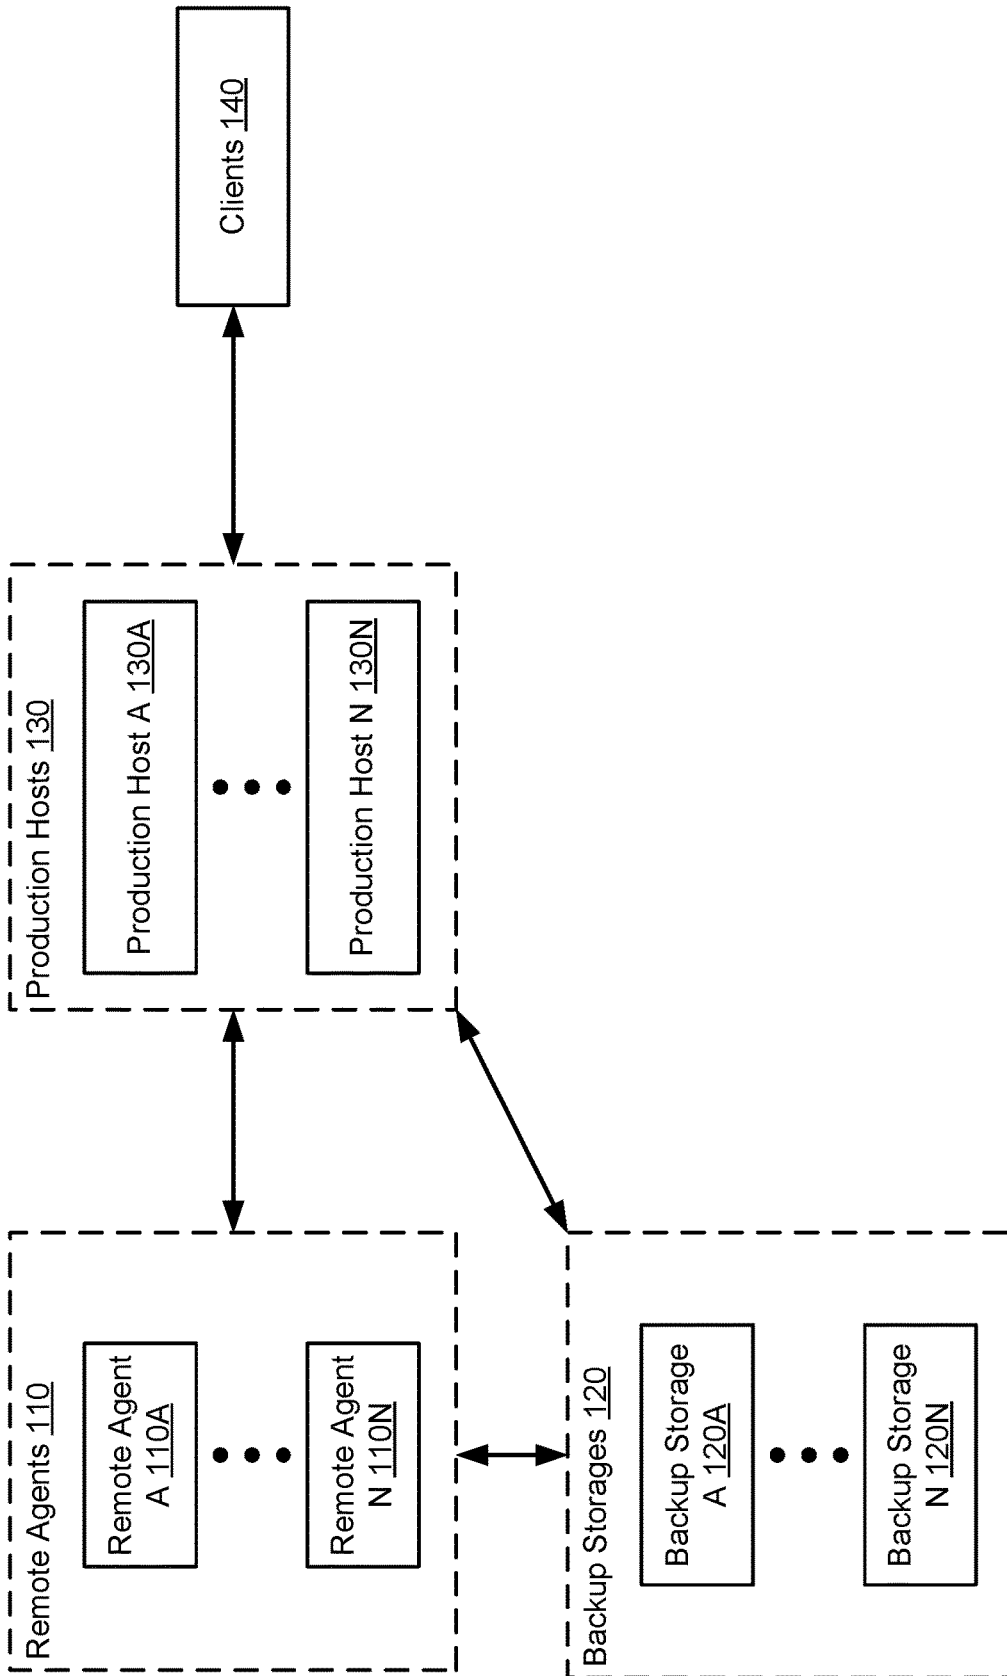 Remote Agents 110
Remote Agent
A 110A
Remote Agent
N 110N
Production Hosts 130
Production Host A 130A
Production Host N 130N
Clients 140
Backup Storages 120
Backup Storage
A 120A
Backup Storage
N 120N